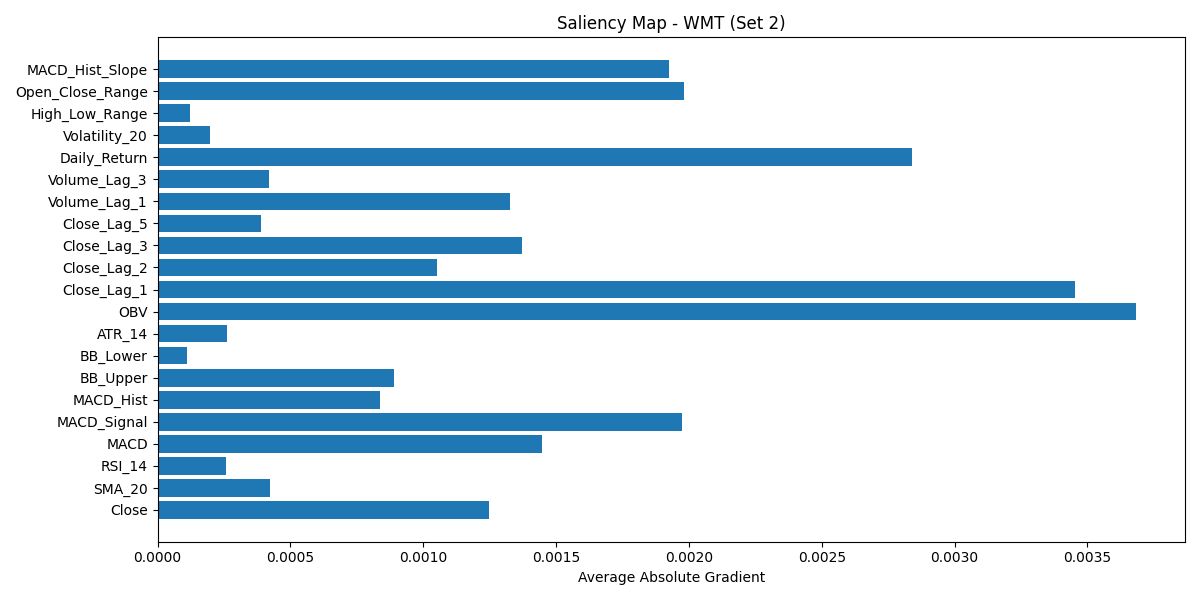 Saliency Map - WMT (Set 2)
MACD_Hist_Slope
Open_Close_Range
High_Low_Range
Volatility_20
Daily_Return
Volume_Lag_3
Volume_Lag_1
Close_Lag_5
Close_Lag_3
Close_Lag_2
Close_Lag_1
OBV
ATR_14
BB_Lower
BB_Upper
MACD_Hist
MACD_Signal
MACD
RSI_14
SMA_20
Close
0.0000 0.0005 0.0010 0.0015 0.0020 0.0025 0.0030 0.0035
Average Absolute Gradient